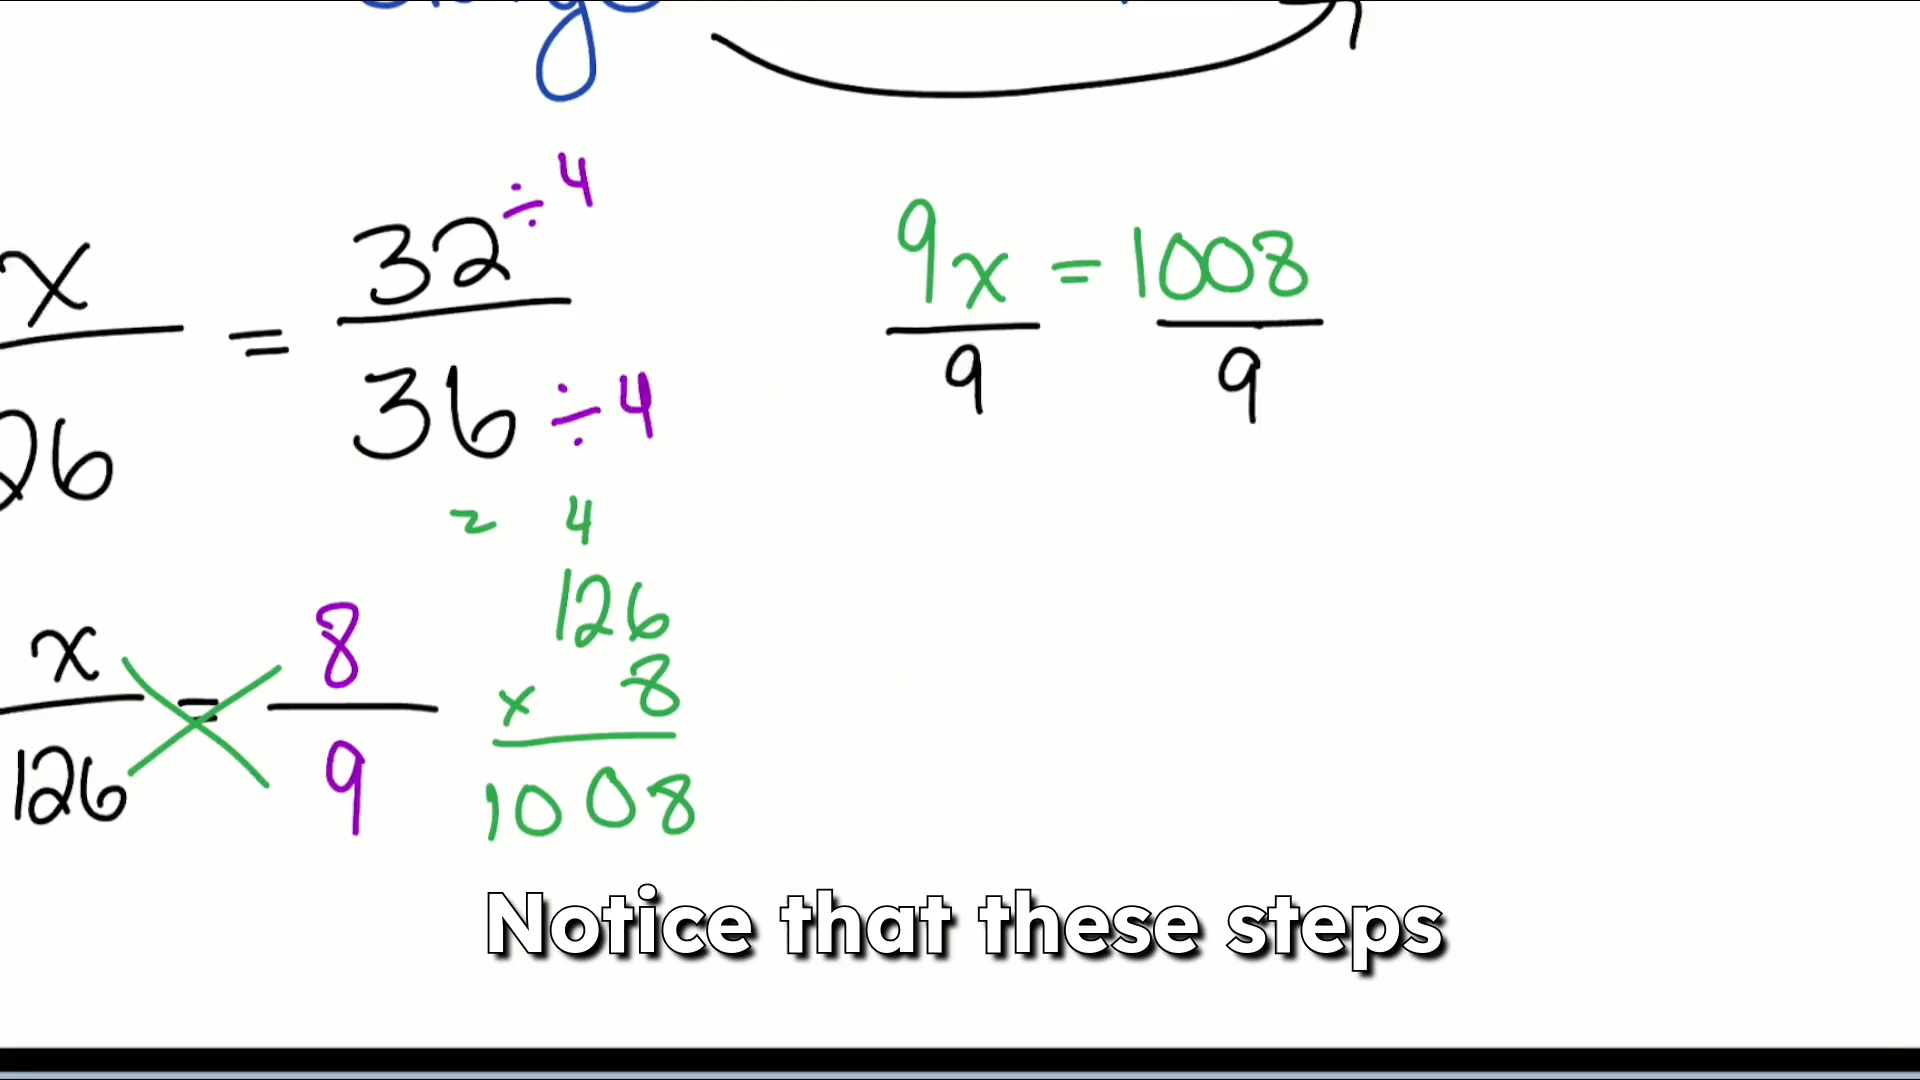 x = 32 ÷ 4
26 36 ÷ 4
9x = 1008
9 9
= 4
126
x 8
1008
x = 8
126 9
Notice that these steps